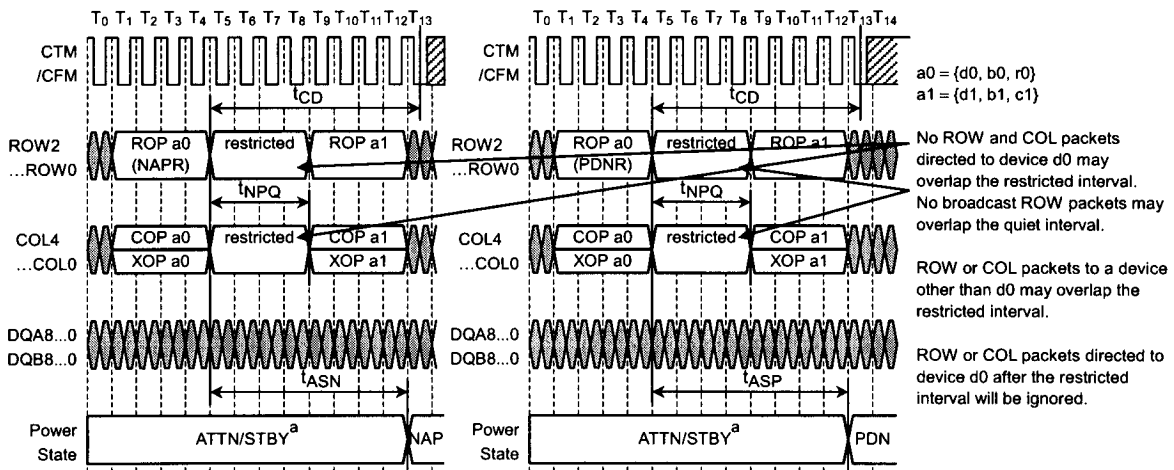 T0 T1 T2 T3 T4 T5 T6 T7 T8 T9 T10 T11 T12 T13
CTM
/CFM
tCD
ROW2
...ROW0
ROP a0
(NAPR)
restricted
ROP a1
tNPQ
COL4
...COL0
COP a0
XOP a0
restricted
COP a1
XOP a1
DQA8...0
DQB8...0
tASN
Power
State
ATTN/STBYa
NAP
T0 T1 T2 T3 T4 T5 T6 T7 T8 T9 T10 T11 T12 T13 T14
CTM
/CFM
tCD
ROW2
...ROW0
ROP a0
(PDNR)
restricted
ROP a1
tNPQ
COL4
...COL0
COP a0
XOP a0
restricted
COP a1
XOP a1
DQA8...0
DQB8...0
tASP
Power
State
ATTN/STBYa
PDN
a0 = {d0, b0, r0}
a1 = {d1, b1, c1}
No ROW and COL packets
directed to device d0 may
overlap the restricted interval.
No broadcast ROW packets may
overlap the quiet interval.
ROW or COL packets to a device
other than d0 may overlap the
restricted interval.
ROW or COL packets directed to
device d0 after the restricted
interval will be ignored.